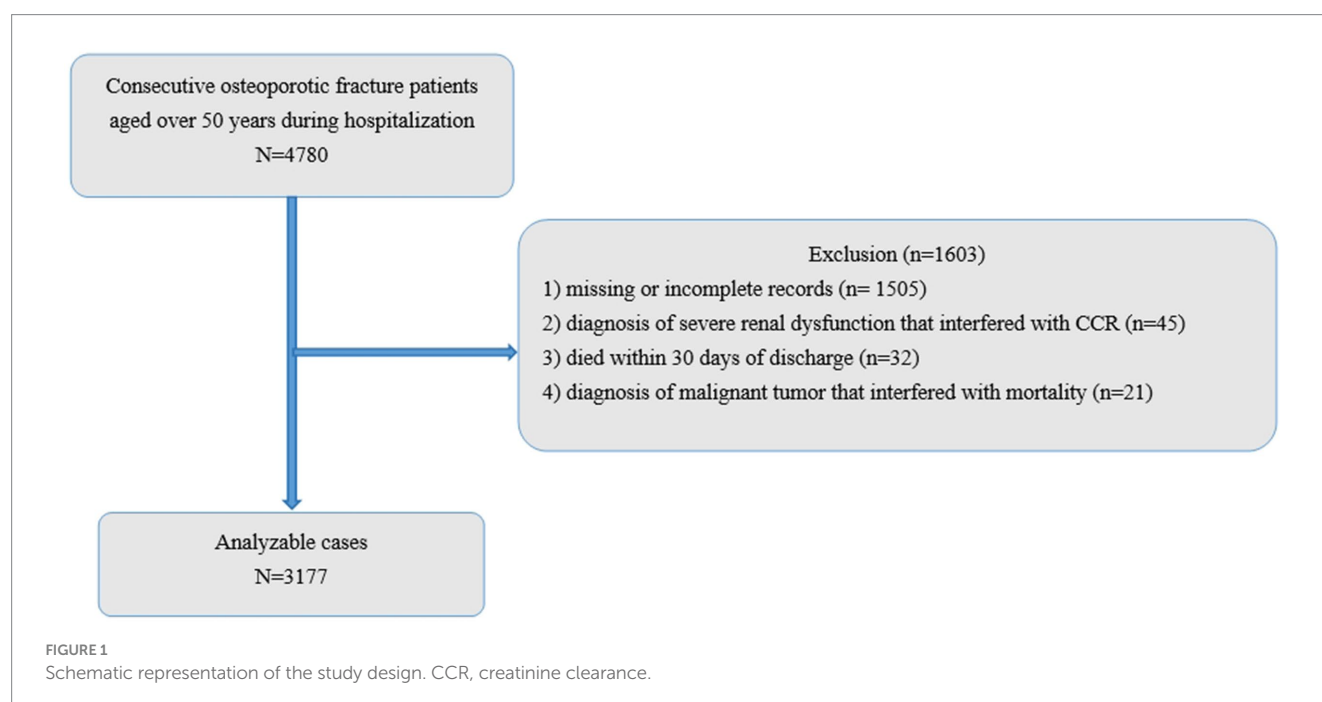 Consecutive osteoporotic fracture patients
aged over 50 years during hospitalization
N=4780
Exclusion (n=1603)
1) missing or incomplete records (n= 1505)
2) diagnosis of severe renal dysfunction that interfered with CCR (n=45)
3) died within 30 days of discharge (n=32)
4) diagnosis of malignant tumor that interfered with mortality (n=21)
Analyzable cases
N=3177
FIGURE 1
Schematic representation of the study design. CCR, creatinine clearance.